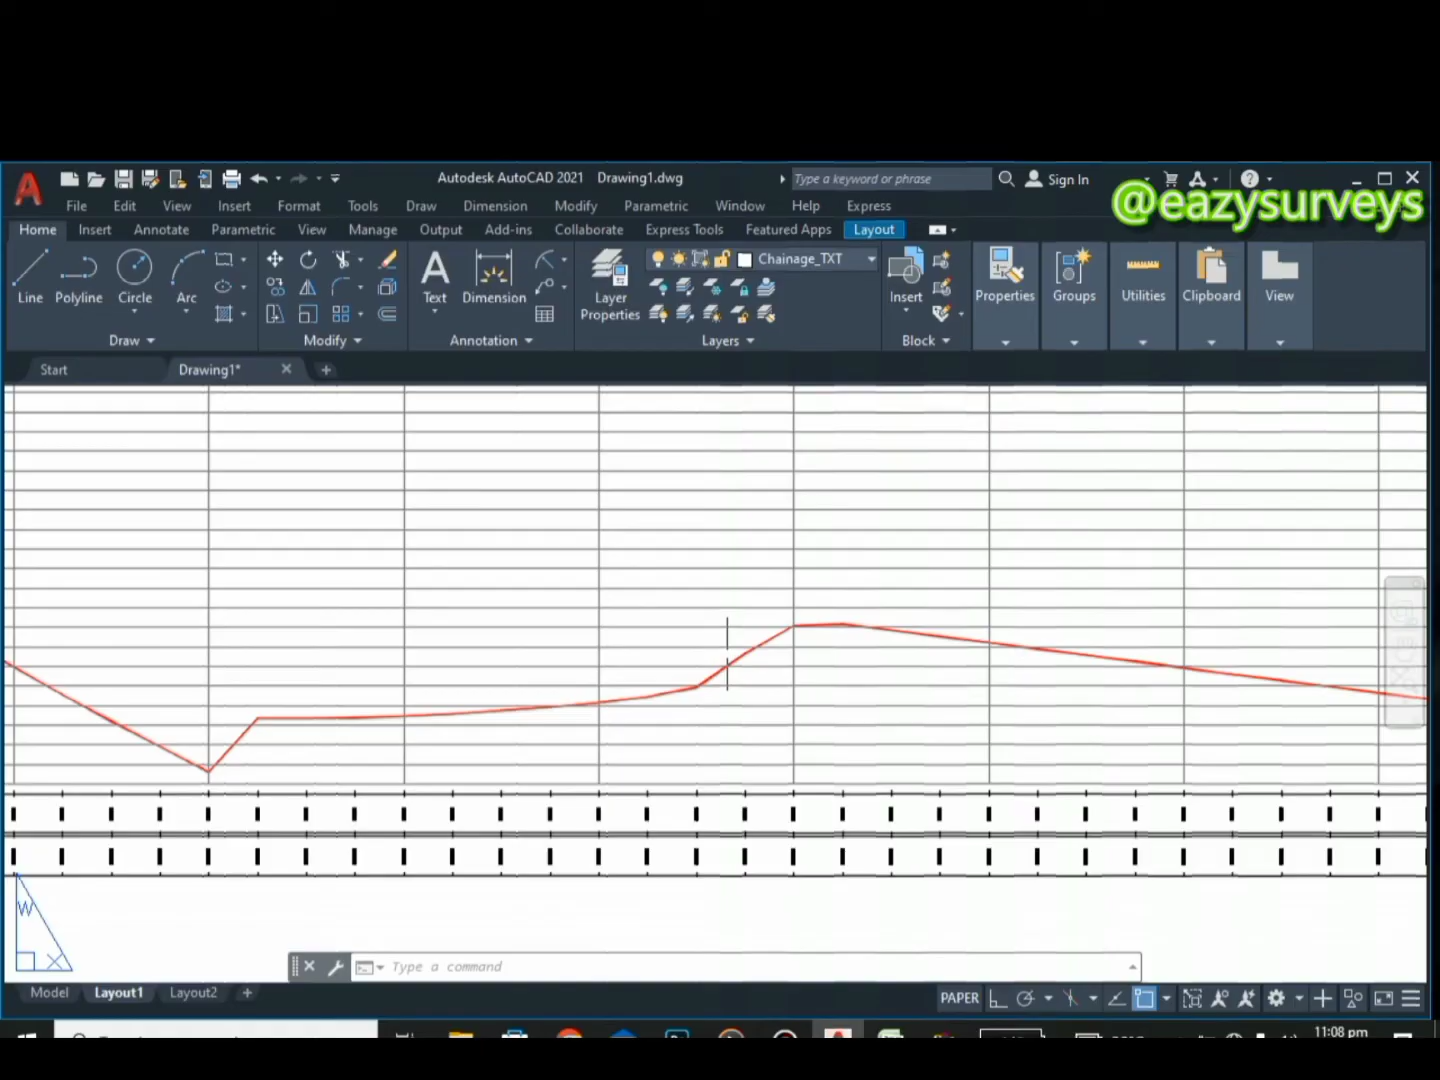 Autodesk AutoCAD 2021 Drawing1.dwg
Type a keyword or phrase
Sign In
@eazysurveys
File Edit View Insert Format Tools Draw Dimension Modify Parametric Window Help Express
Home Insert Annotate Parametric View Manage Output Add-ins Collaborate Express Tools Featured Apps Layout
Chainage_TXT
Line Polyline Circle Arc
Text Dimension
Layer
Properties
Insert
Properties Groups Utilities Clipboard View
Draw Modify Annotation Layers Block
Start Drawing1*
W
X
Type a command
Model Layout1 Layout2
PAPER
11:08 pm